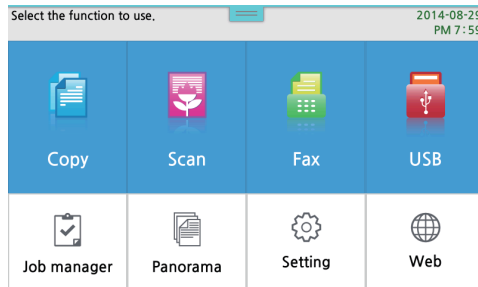 Select the function to use.
2014-08-29
PM 7:59
Copy
Scan
Fax
USB
Job manager
Panorama
Setting
Web